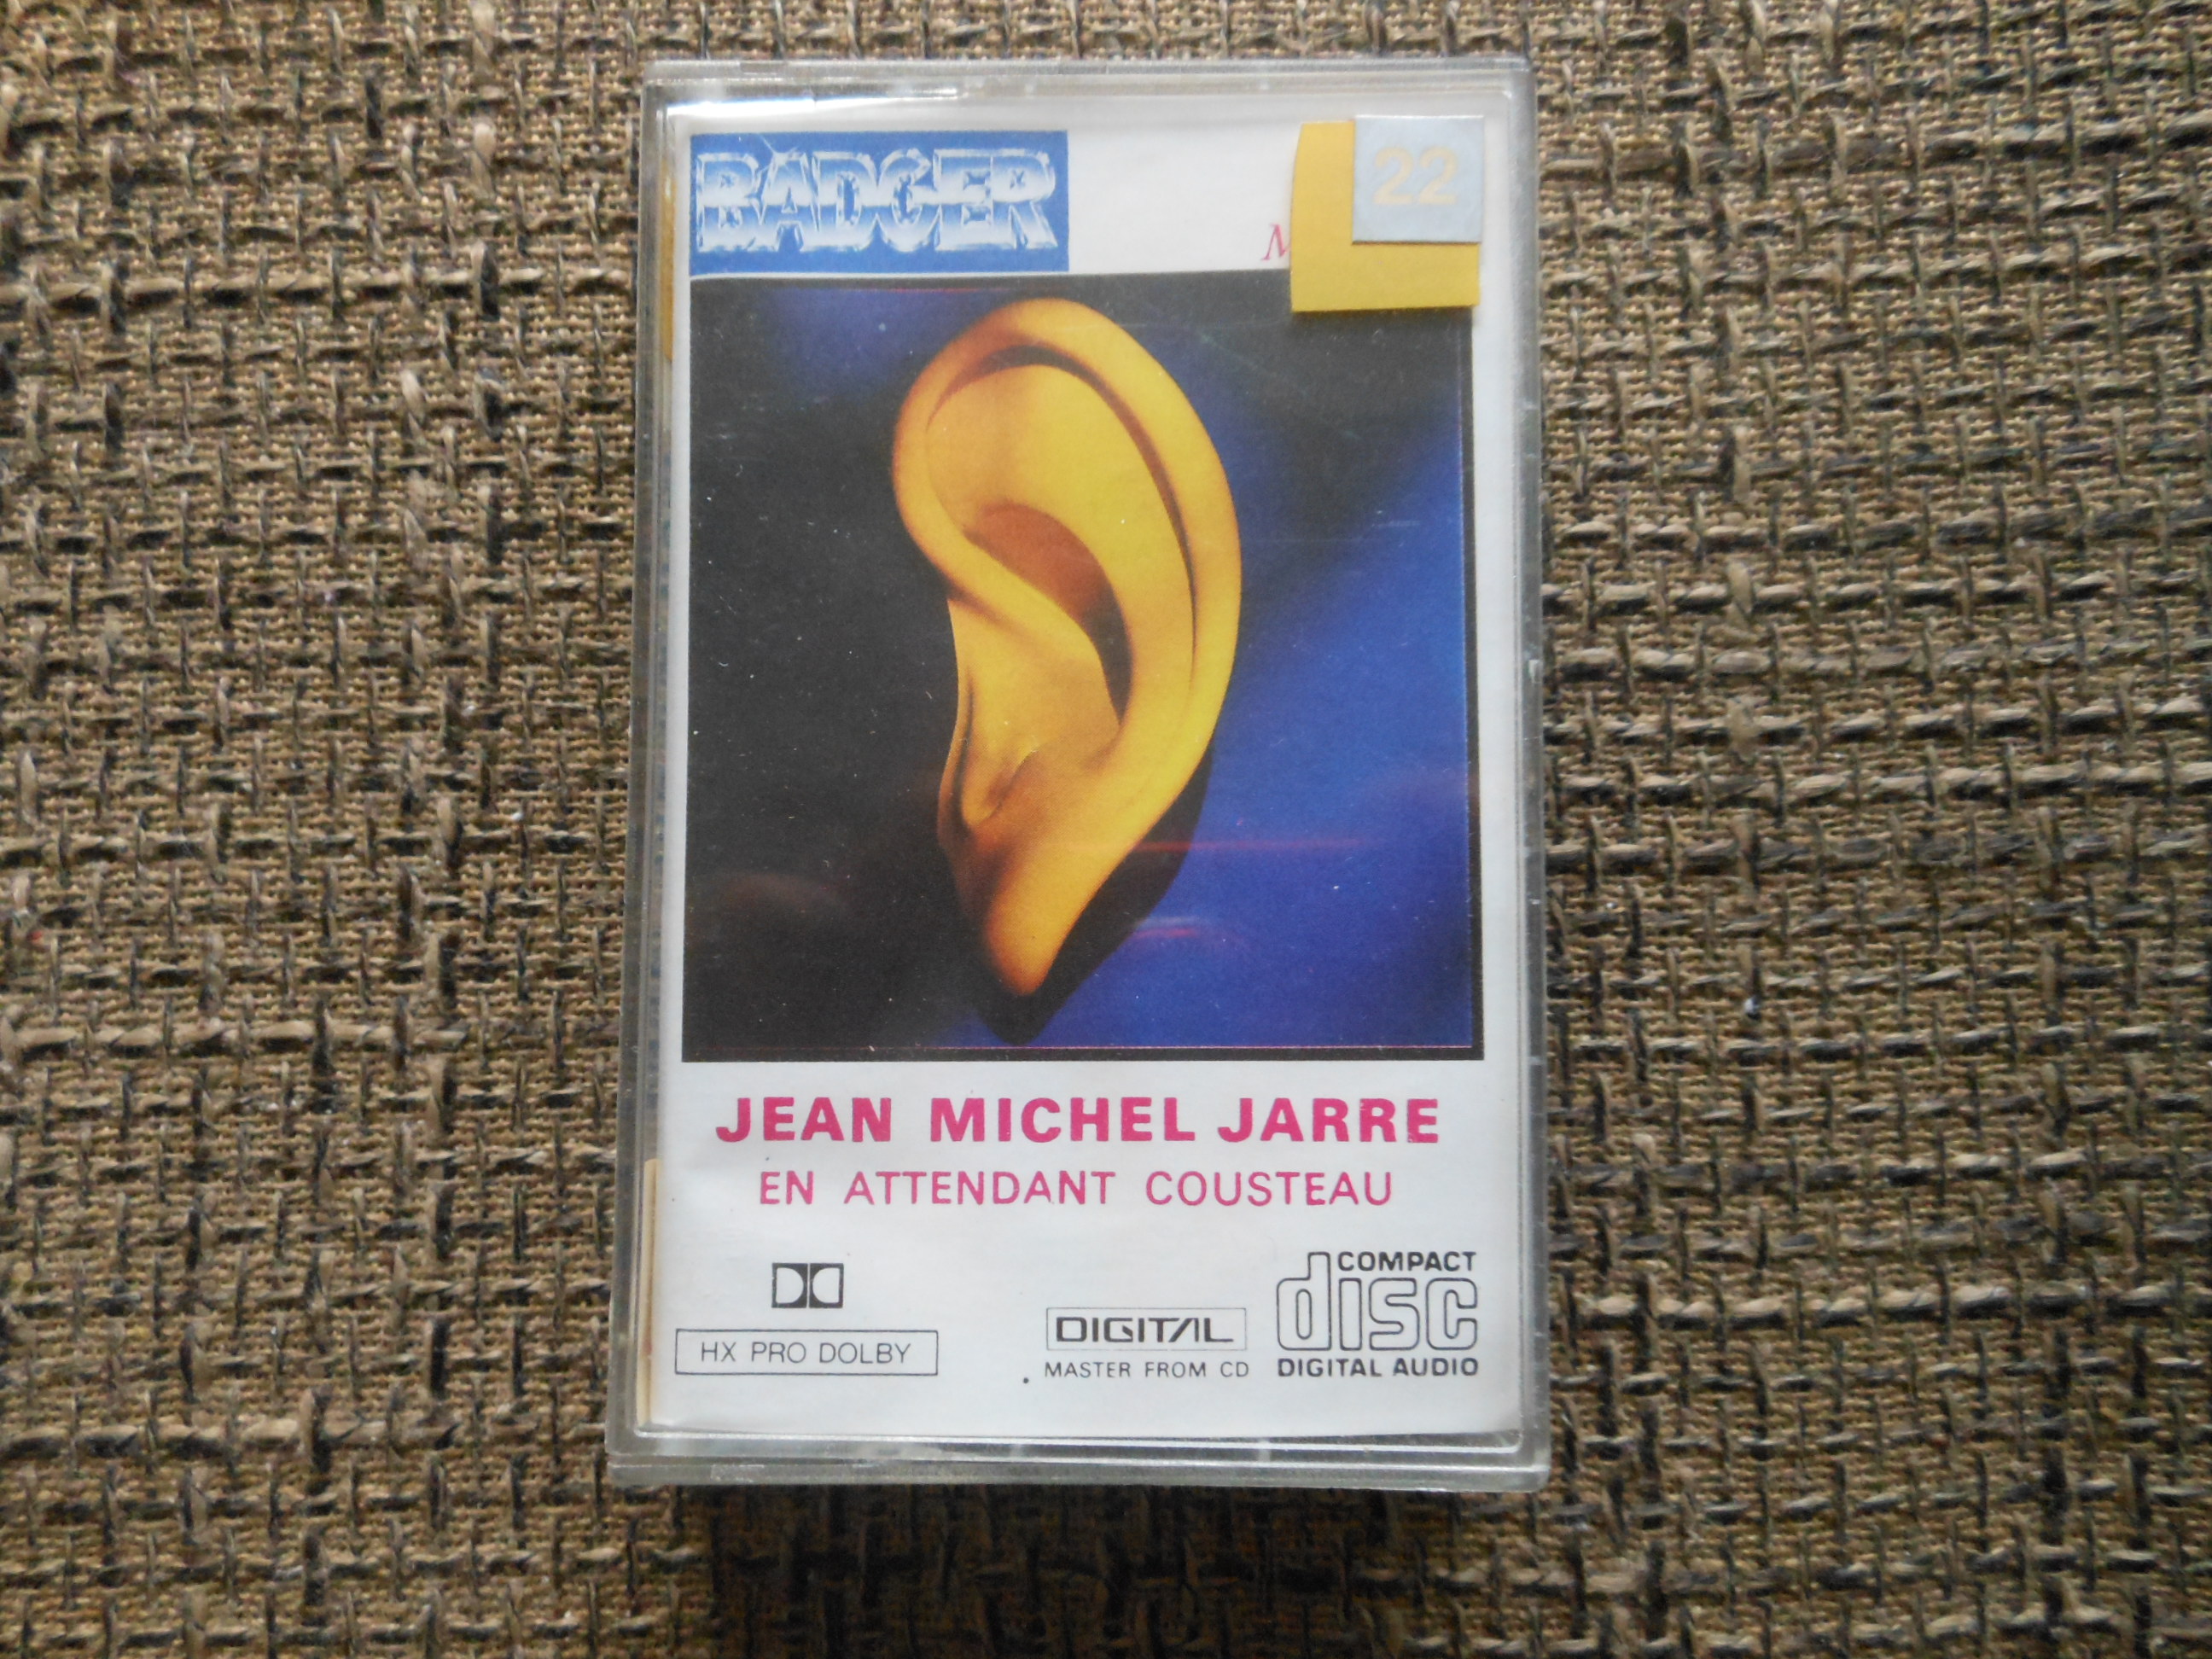 BADGER
22
M
JEAN MICHEL JARRE
EN ATTENDANT COUSTEAU
HX PRO DOLBY
DIGITAL
MASTER FROM CD
COMPACT
disc
DIGITAL AUDIO